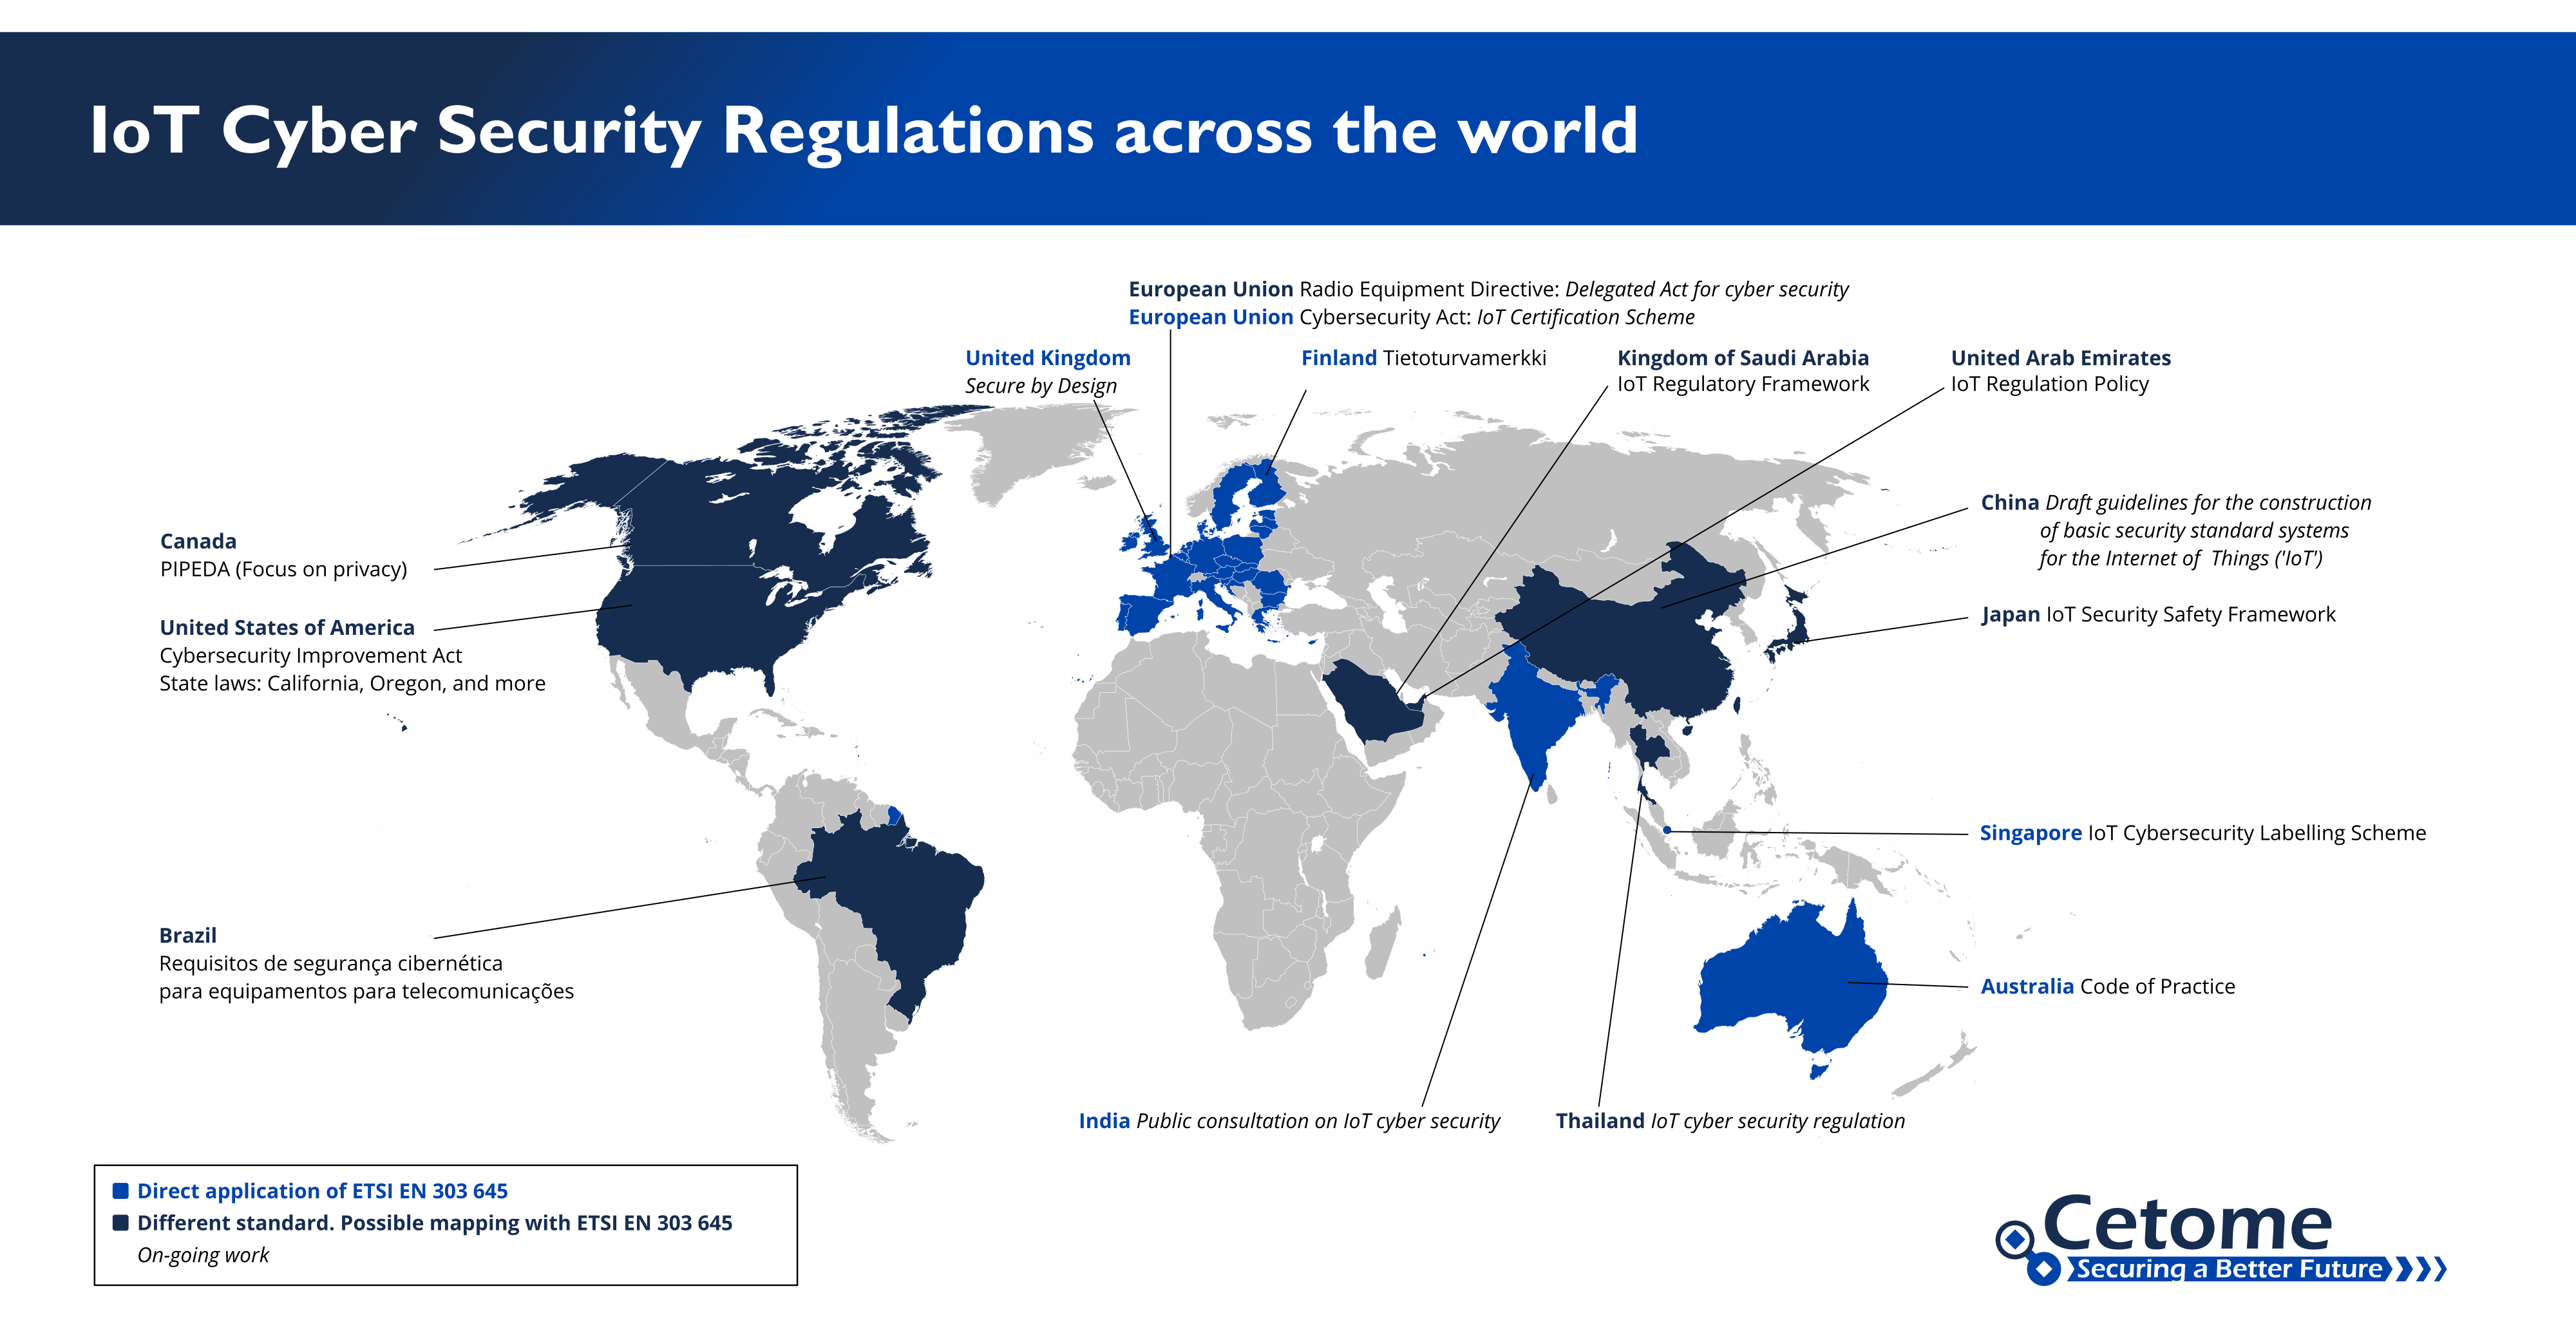 IoT Cyber Security Regulations across the world
European Union Radio Equipment Directive: Delegated Act for cyber security
European Union Cybersecurity Act: IoT Certification Scheme
United Kingdom
Secure by Design
Finland Tietoturvamerkki
Kingdom of Saudi Arabia
IoT Regulatory Framework
United Arab Emirates
IoT Regulation Policy
Canada
PIPEDA (Focus on privacy)
United States of America
Cybersecurity Improvement Act
State laws: California, Oregon, and more
China Draft guidelines for the construction
of basic security standard systems
for the Internet of Things ('IoT')
Japan IoT Security Safety Framework
Singapore IoT Cybersecurity Labelling Scheme
Brazil
Requisitos de segurança cibernética
para equipamentos para telecomunicações
Australia Code of Practice
India Public consultation on IoT cyber security
Thailand IoT cyber security regulation
Direct application of ETSI EN 303 645
Different standard. Possible mapping with ETSI EN 303 645
On-going work
Cetome
Securing a Better Future